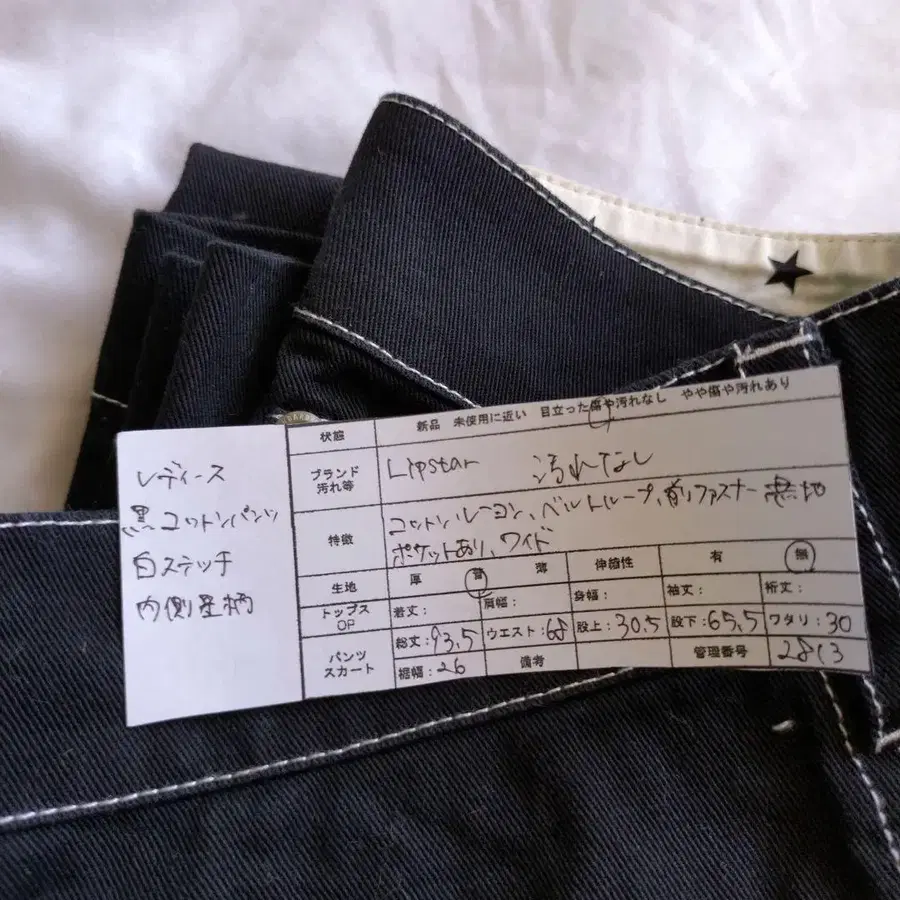 レディース
黒コットンパンツ
白ステッチ
内側星柄
状態 新品 未使用に近い 目立った傷や汚れなし やや傷や汚れあり
ブランド 汚れ等 Lipstar 汚れなし
特徴 コットン、レーヨン、ベルトループ、前ファスナー 無地
ポケットあり、ワイド
生地 厚 普 薄 伸縮性 有 無
トップス OP 着丈: 肩幅: 身幅: 袖丈: 裄丈:
パンツ スカート 総丈:93.5 ウエスト:68 股上:30.5 股下:65.5 ワタリ:30
裾幅:26 備考 管理番号 2813